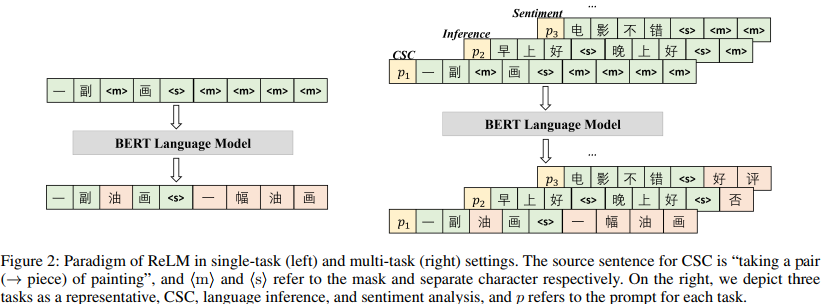 ...
Sentiment
p3 电 影 不 错 <s> <m> <m>
Inference
p2 早 上 好 <s> 晚 上 好 <s> <m>
CSC
p1 一 副 <m> 画 <s> <m> <m> <m> <m>
一 副 <m> 画 <s> <m> <m> <m> <m>
BERT Language Model
BERT Language Model
...
p3 电 影 不 错 <s> 好 评
p2 早 上 好 <s> 晚 上 好 <s> 否
p1 一 副 油 画 <s> 一 幅 油 画
一 副 油 画 <s> 一 幅 油 画
Figure 2: Paradigm of ReLM in single-task (left) and multi-task (right) settings. The source sentence for CSC is “taking a pair
(→ piece) of painting”, and ⟨m⟩ and ⟨s⟩ refer to the mask and separate character respectively. On the right, we depict three
tasks as a representative, CSC, language inference, and sentiment analysis, and p refers to the prompt for each task.